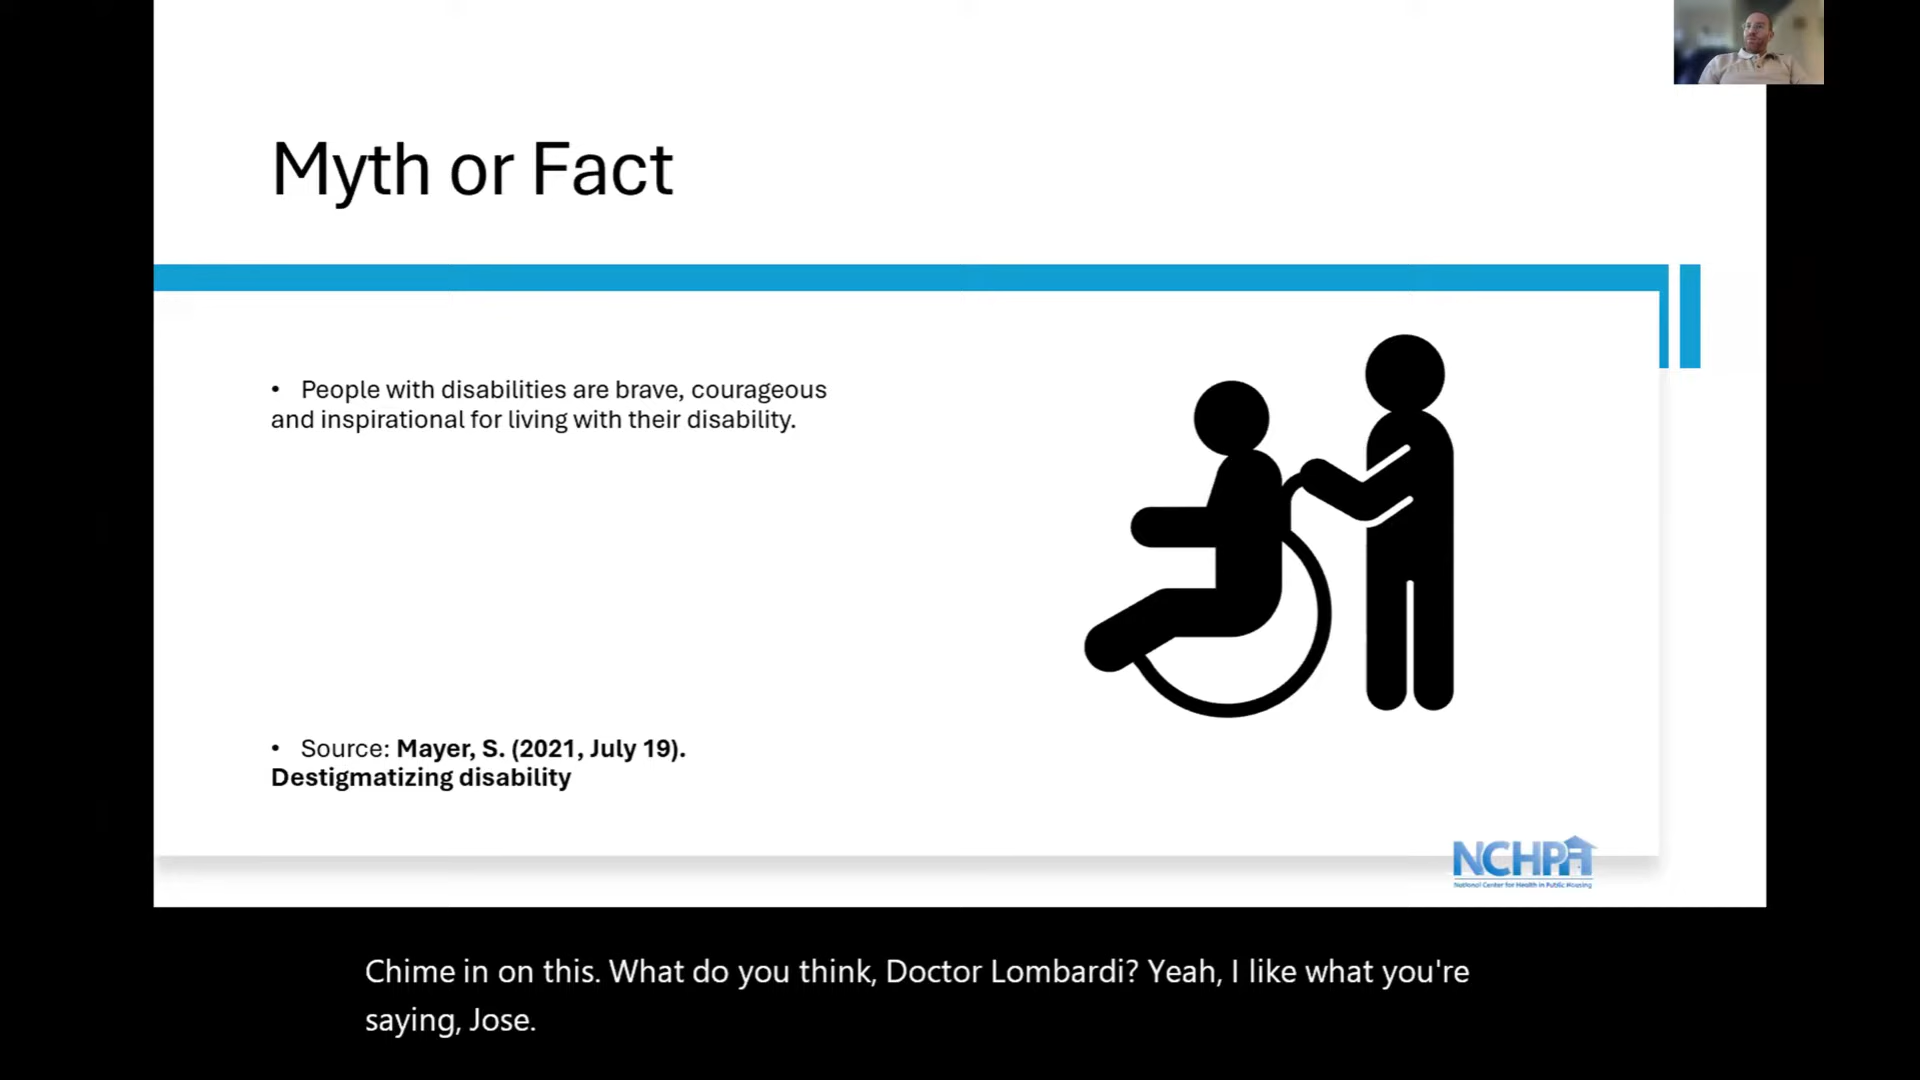 Myth or Fact
• People with disabilities are brave, courageous
and inspirational for living with their disability.
• Source: Mayer, S. (2021, July 19).
Destigmatizing disability
NCHPH
National Center for Health in Public Housing
Chime in on this. What do you think, Doctor Lombardi? Yeah, I like what you're
saying, Jose.